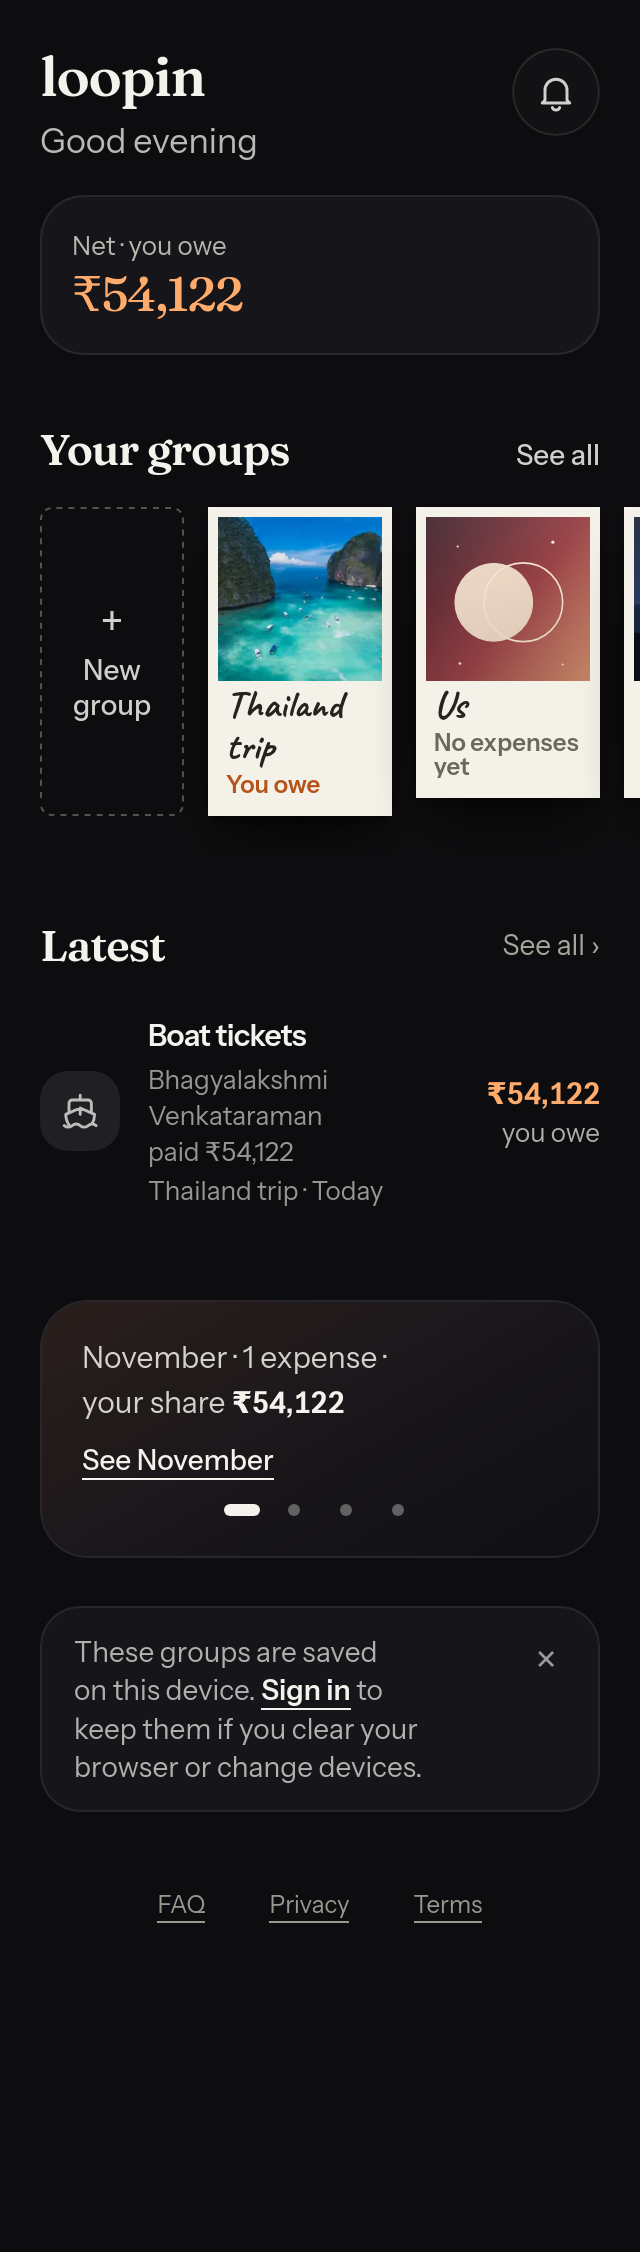 loopin
Good evening
Net · you owe
₹54,122
Your groups
See all
+
New
group
Thailand
trip
You owe
Us
No expenses
yet
Latest
See all ›
Boat tickets
Bhagyalakshmi
Venkataraman
paid ₹54,122
Thailand trip · Today
₹54,122
you owe
November · 1 expense ·
your share ₹54,122
See November
These groups are saved
on this device. Sign in to
keep them if you clear your
browser or change devices.
×
FAQ
Privacy
Terms